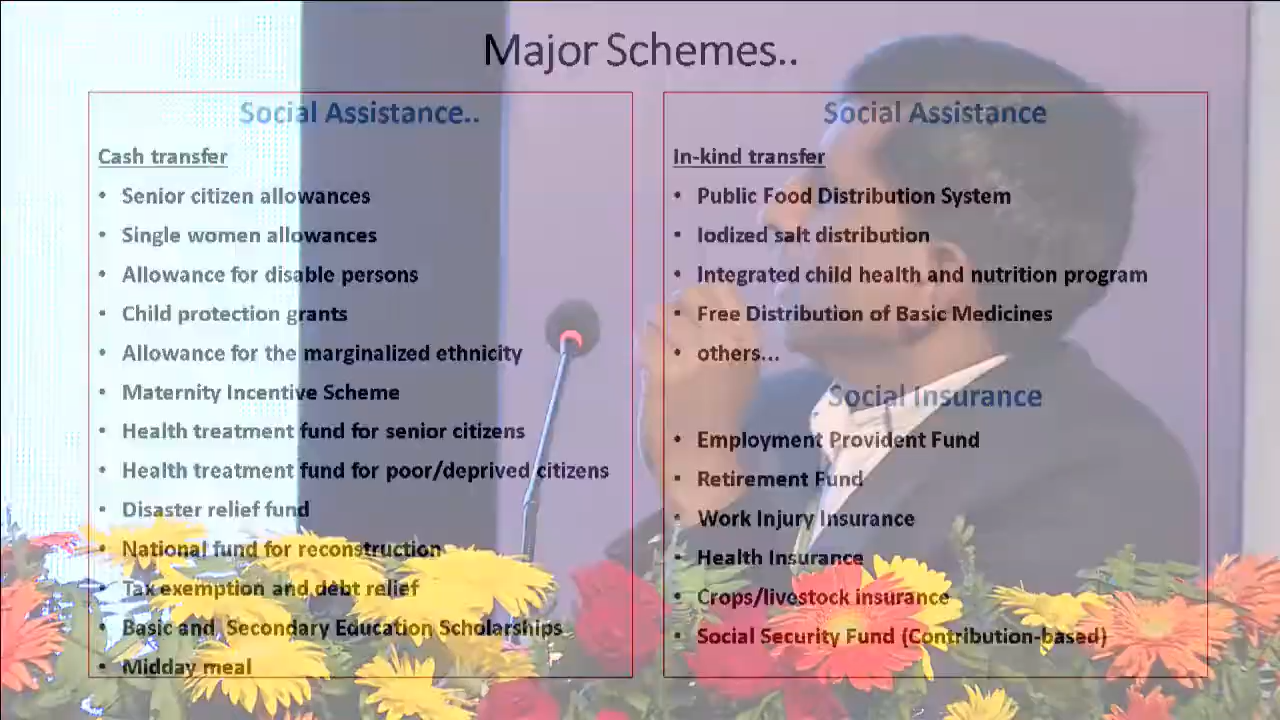 Major Schemes..
Social Assistance..
Cash transfer
• Senior citizen allowances
• Single women allowances
• Allowance for disable persons
• Child protection grants
• Allowance for the marginalized ethnicity
• Maternity Incentive Scheme
• Health treatment fund for senior citizens
• Health treatment fund for poor/deprived citizens
• Disaster relief fund
• National fund for reconstruction
• Tax exemption and debt relief
• Basic and Secondary Education Scholarships
• Midday meal
Social Assistance
In-kind transfer
• Public Food Distribution System
• Iodized salt distribution
• Integrated child health and nutrition program
• Free Distribution of Basic Medicines
• others...
Social Insurance
• Employment Provident Fund
• Retirement Fund
• Work Injury Insurance
• Health Insurance
• Crops/livestock insurance
• Social Security Fund (Contribution-based)